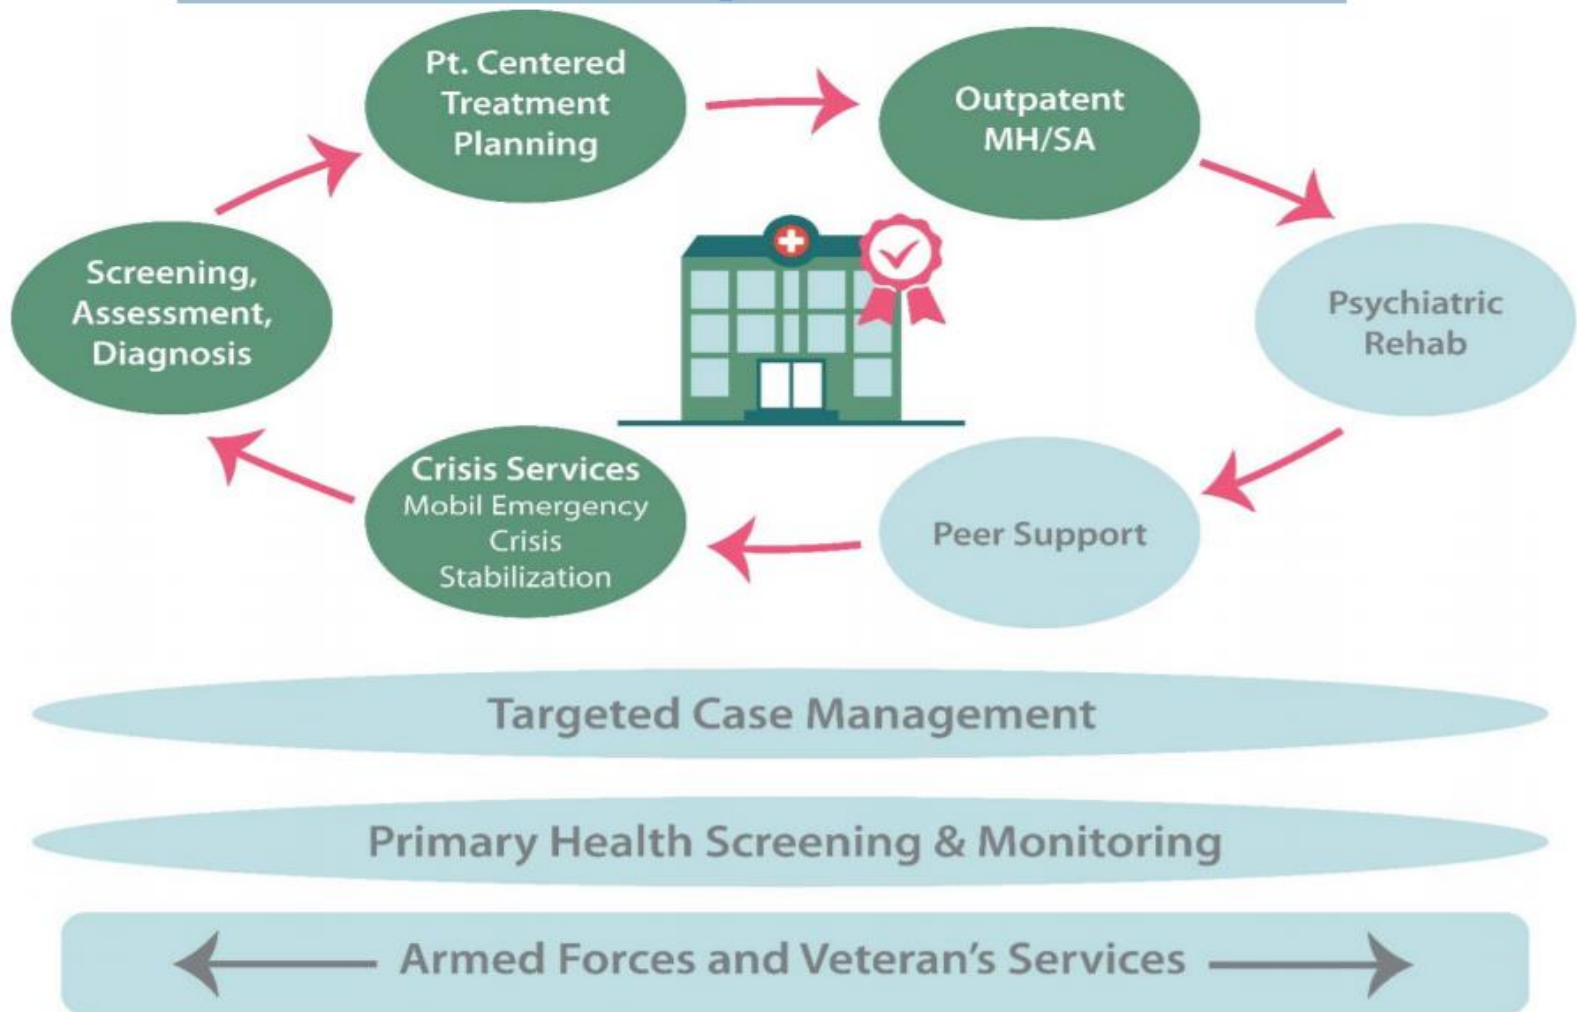 Pt. Centered
Treatment
Planning
Outpatent
MH/SA
Screening,
Assessment,
Diagnosis
Psychiatric
Rehab
Crisis Services
Mobil Emergency
Crisis
Stabilization
Peer Support
Targeted Case Management
Primary Health Screening & Monitoring
Armed Forces and Veteran's Services